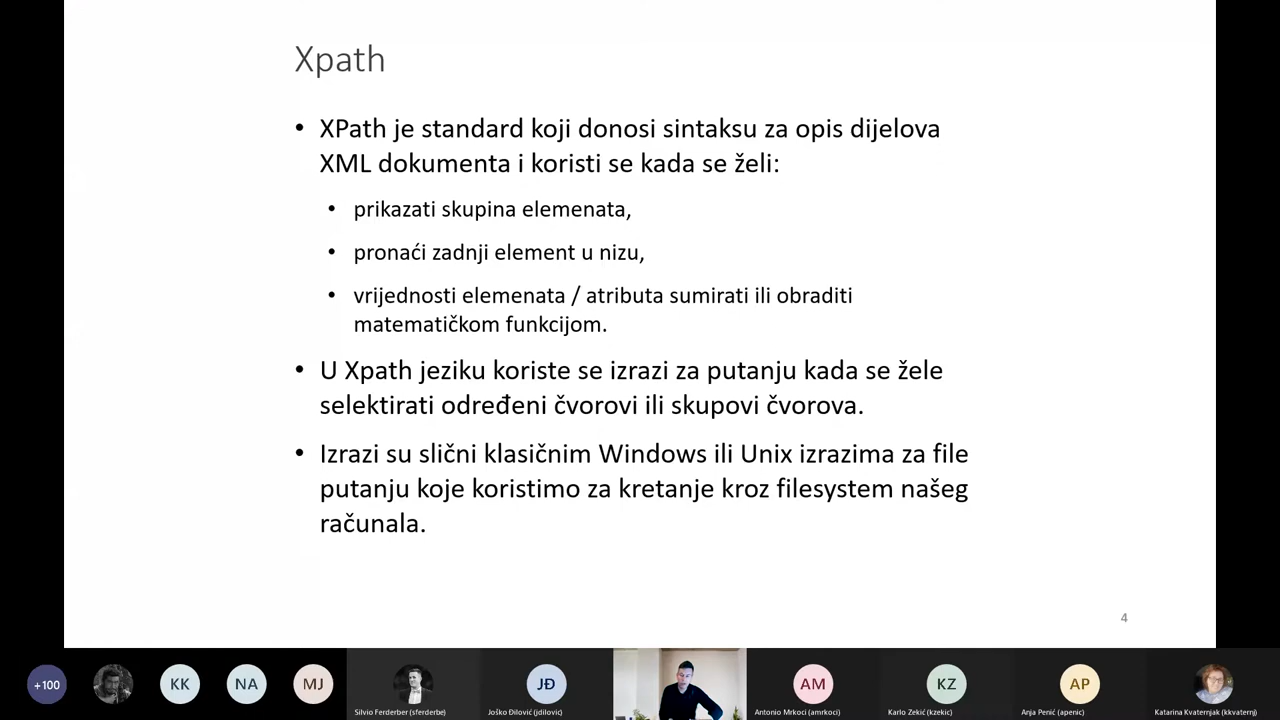 Xpath
• XPath je standard koji donosi sintaksu za opis dijelova
XML dokumenta i koristi se kada se želi:
• prikazati skupina elemenata,
• pronaći zadnji element u nizu,
• vrijednosti elemenata / atributa sumirati ili obraditi
matematičkom funkcijom.
• U Xpath jeziku koriste se izrazi za putanju kada se žele
selektirati određeni čvorovi ili skupovi čvorova.
• Izrazi su slični klasičnim Windows ili Unix izrazima za file
putanju koje koristimo za kretanje kroz filesystem našeg
računala.
4
+100
KK
NA
MJ
JĐ
AM
KZ
AP
Silvio Ferderber (sferderbe)
Joško Đilović (jdilovic)
Antonio Mrkoci (amrkoci)
Karlo Zekić (kzekic)
Anja Penić (apenic)
Katarina Kvaternjak (kkvaternj)